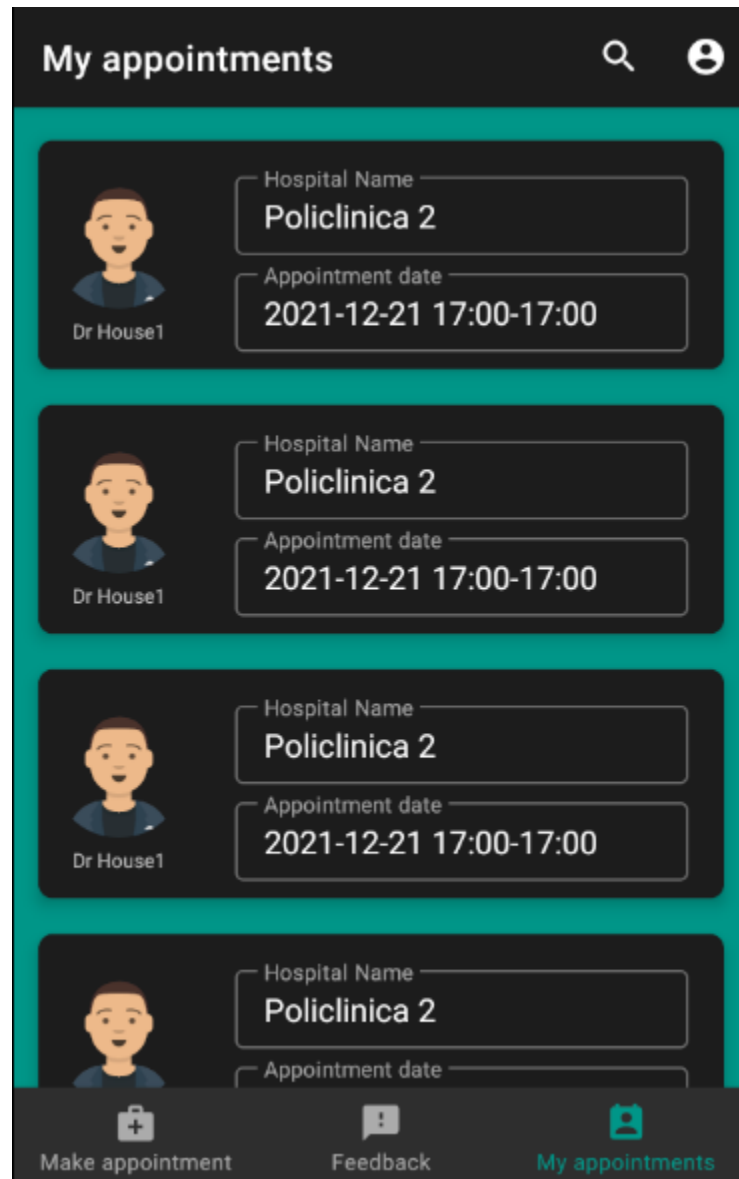 My appointments
Hospital Name
Policlinica 2
Appointment date
2021-12-21 17:00-17:00
Dr House1
Hospital Name
Policlinica 2
Appointment date
2021-12-21 17:00-17:00
Dr House1
Hospital Name
Policlinica 2
Appointment date
2021-12-21 17:00-17:00
Dr House1
Hospital Name
Policlinica 2
Appointment date
Make appointment
Feedback
My appointments